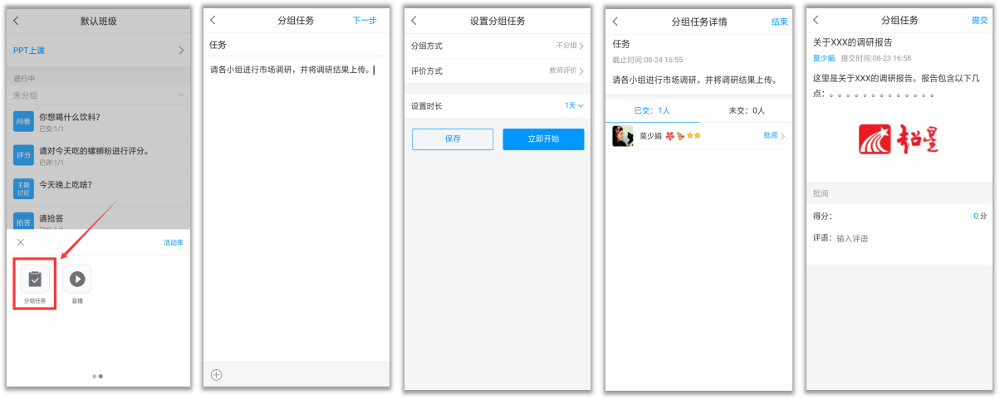 默认班级
PPT上课
进行中
未分组
问卷
你想喝什么饮料?
已交:1/1
评分
请对今天吃的螺蛳粉进行评分。
已评:1/1
主题
讨论
今天晚上吃啥?
抢答
请抢答
活动库
分组任务
直播
分组任务
下一步
任务
请各小组进行市场调研，并将调研结果上传。
设置分组任务
分组方式
不分组
评价方式
教师评价
设置时长
1天
保存
立即开始
分组任务详情
结束
任务
截止时间:08-24 16:55
请各小组进行市场调研，并将调研结果上传。
已交：1人
未交：0人
莫少娟
批阅
分组任务
提交
关于XXX的调研报告
莫少娟 提交时间:08-23 16:58
这里是关于XXX的调研报告。报告包含以下几
点：。。。。。。。。。。。。。
超星
批阅
得分：
0 分
评语：输入评语